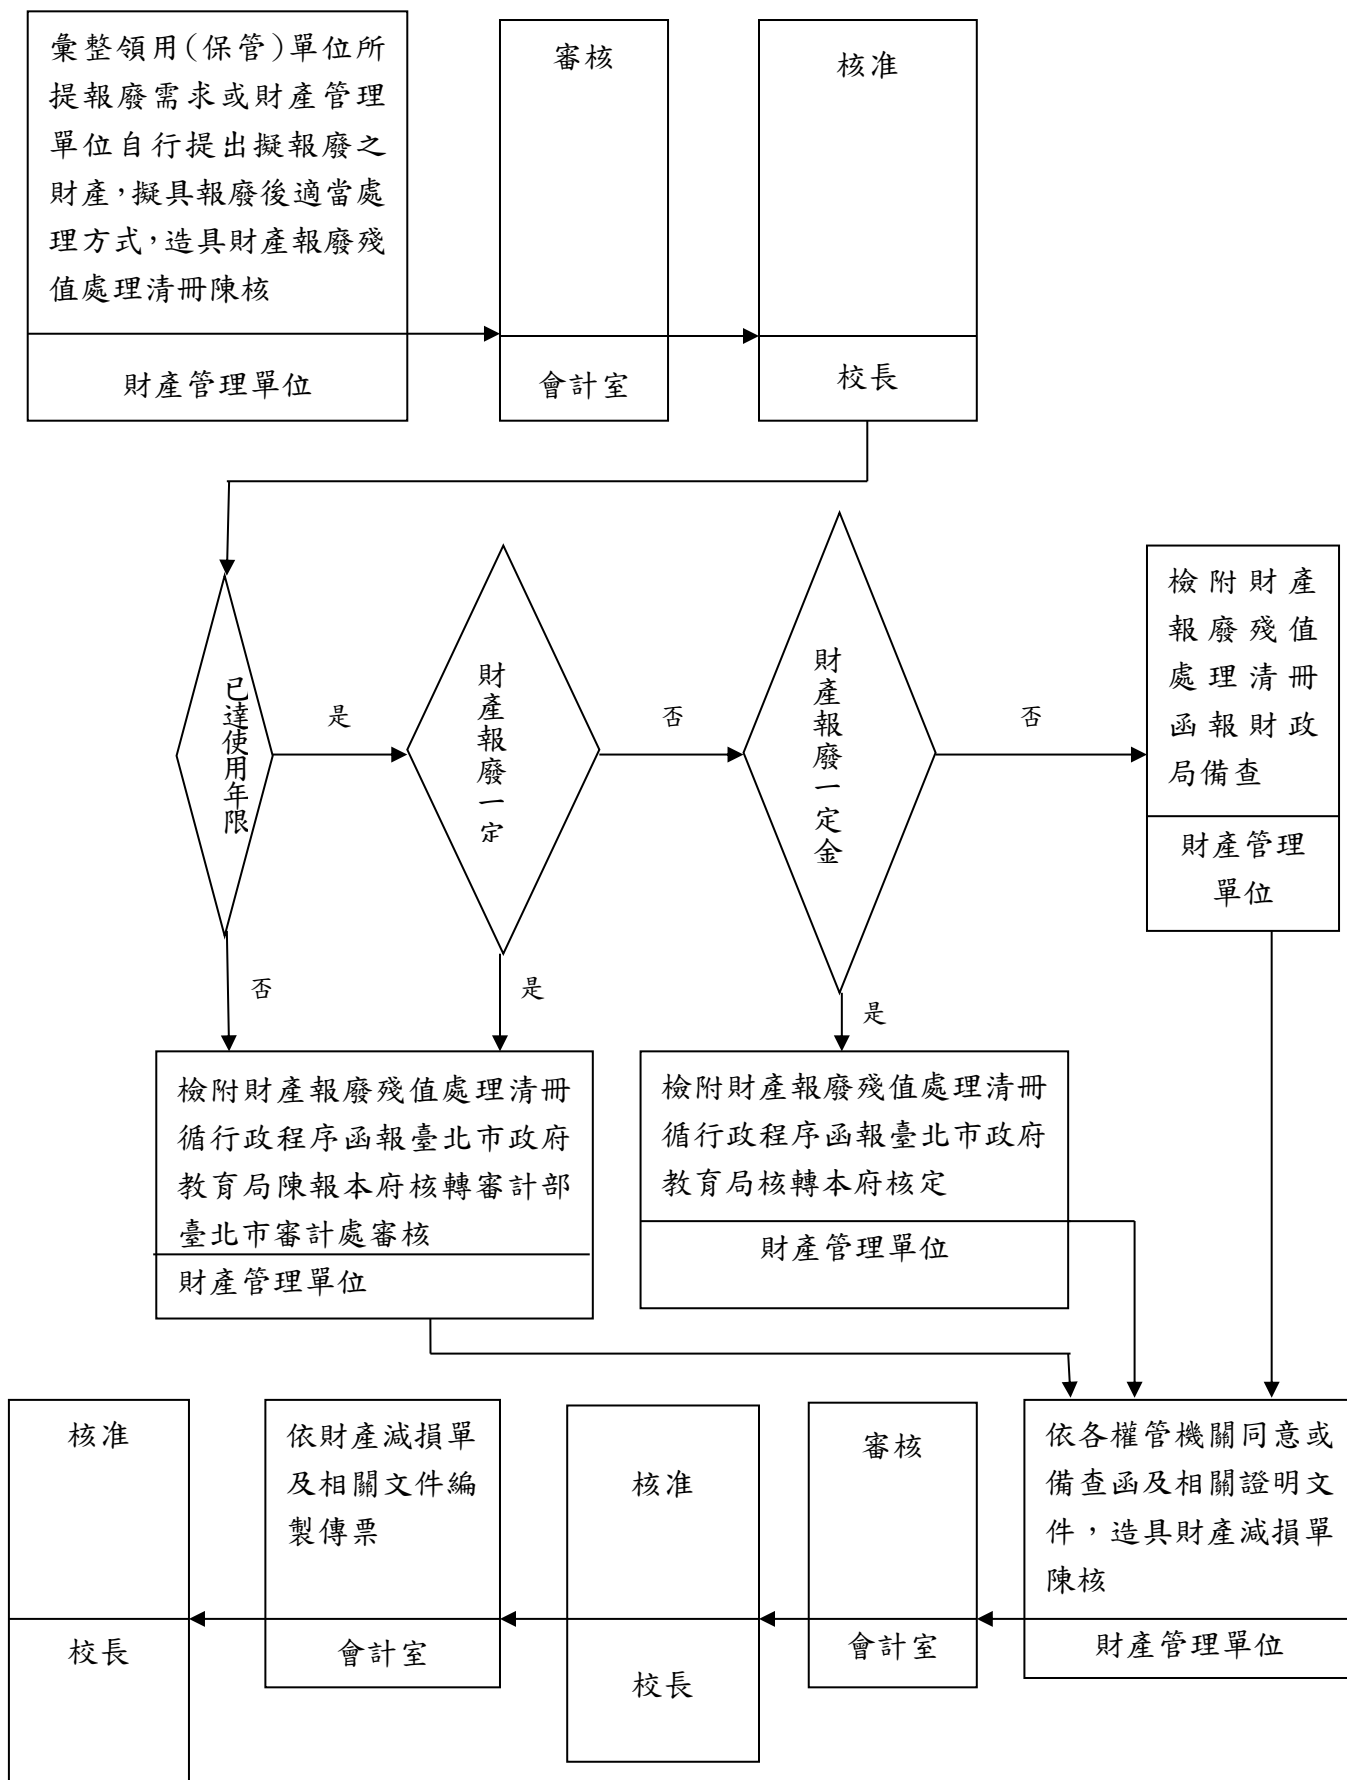 彙整領用(保管)單位所
提報廢需求或財產管理
單位自行提出擬報廢之
財產，擬具報廢後適當處
理方式，造具財產報廢殘
值處理清冊陳核
財產管理單位
審核
會計室
核准
校長
已達使用年限
是
財產報廢一定
否
財產報廢一定金
否
檢附財產
報廢殘值
處理清冊
函報財政
局備查
財產管理
單位
否
是
是
檢附財產報廢殘值處理清冊
循行政程序函報臺北市政府
教育局陳報本府核轉審計部
臺北市審計處審核
財產管理單位
檢附財產報廢殘值處理清冊
循行政程序函報臺北市政府
教育局核轉本府核定
財產管理單位
核准
校長
依財產減損單
及相關文件編
製傳票
會計室
核准
校長
審核
會計室
依各權管機關同意或
備查函及相關證明文
件，造具財產減損單
陳核
財產管理單位